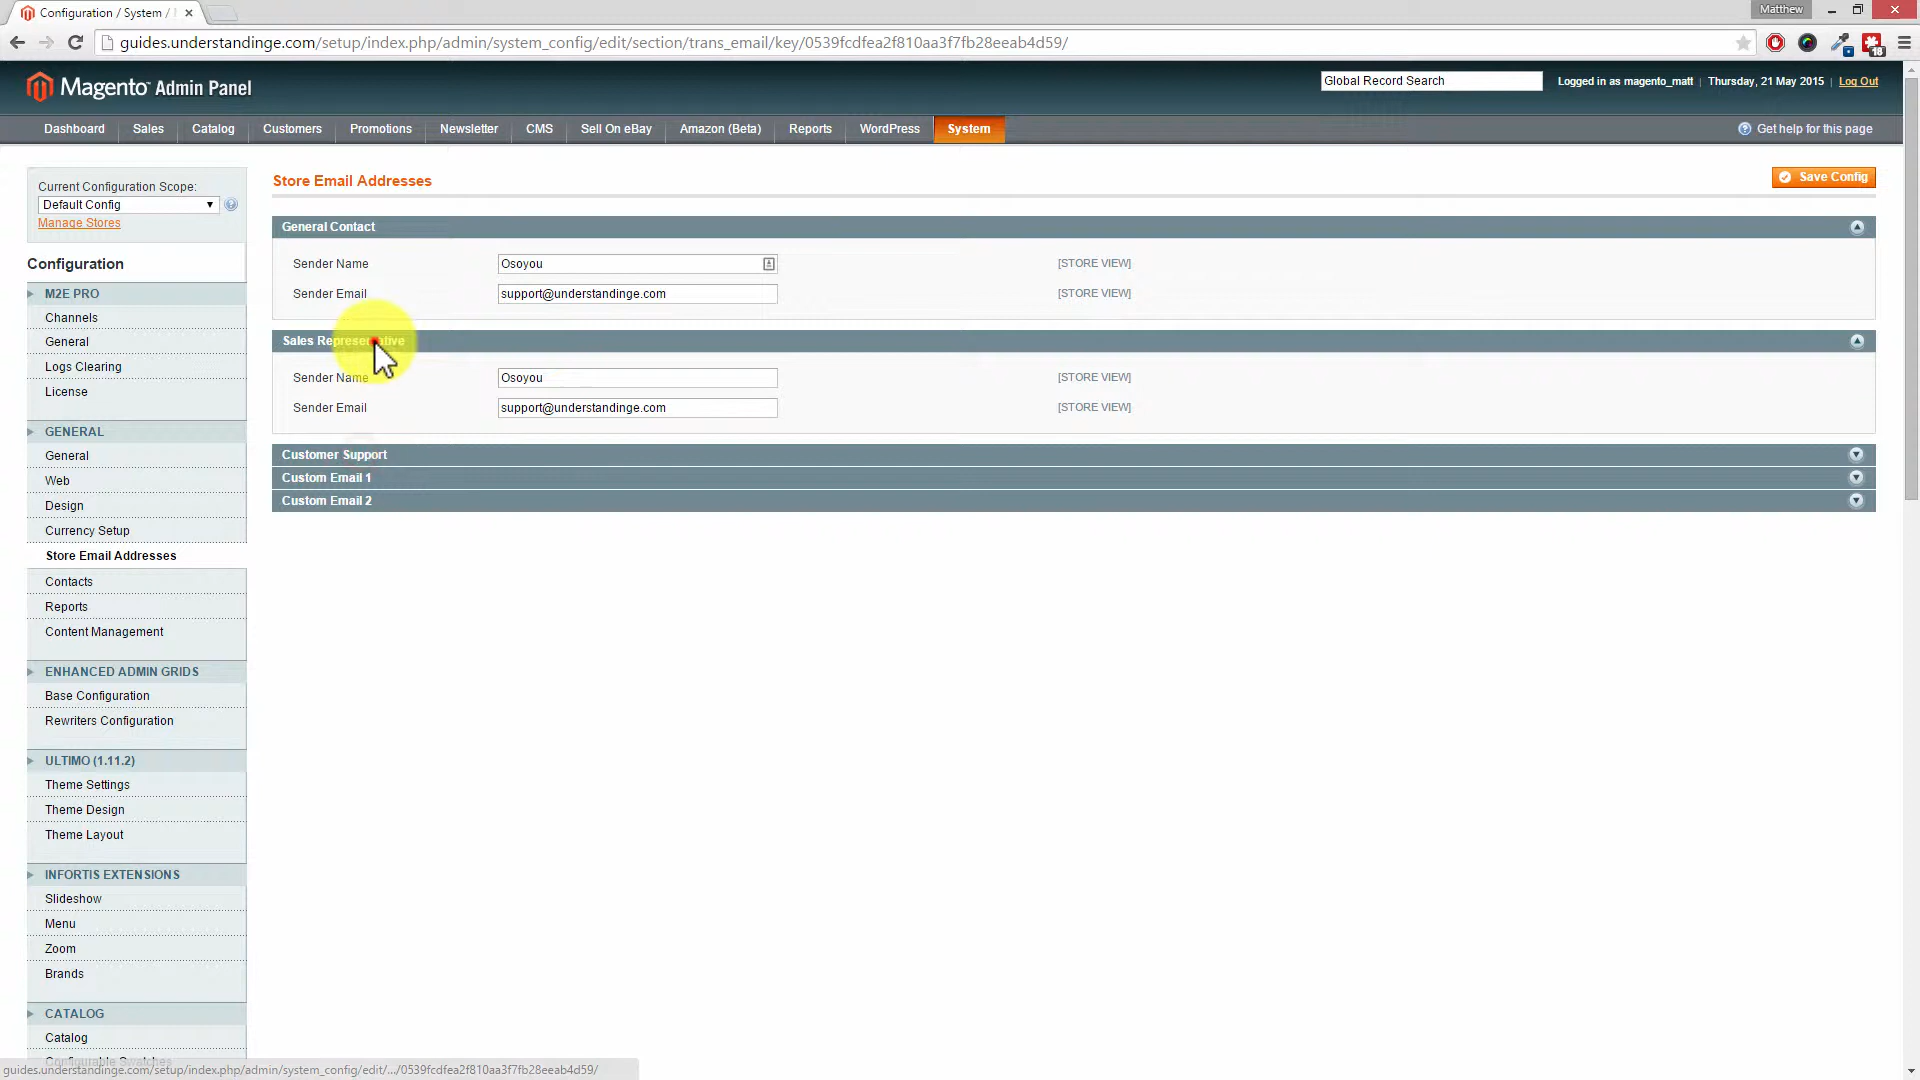 Configuration / System /
Matthew
guides.understandinge.com/setup/index.php/admin/system_config/edit/section/trans_email/key/0539fcdfea2f810aa3f7fb28eeab4d59/
18
Magento Admin Panel
Global Record Search
Logged in as magento_matt | Thursday, 21 May 2015 | Log Out
Dashboard Sales Catalog Customers Promotions Newsletter CMS Sell On eBay Amazon (Beta) Reports WordPress System Get help for this page
Current Configuration Scope:
Default Config
Manage Stores
Configuration
M2E PRO
Channels
General
Logs Clearing
License
GENERAL
General
Web
Design
Currency Setup
Store Email Addresses
Contacts
Reports
Content Management
ENHANCED ADMIN GRIDS
Base Configuration
Rewriters Configuration
ULTIMO (1.11.2)
Theme Settings
Theme Design
Theme Layout
INFORTIS EXTENSIONS
Slideshow
Menu
Zoom
Brands
CATALOG
Catalog
Configurable Swatches
Store Email Addresses
Save Config
General Contact
Sender Name Osoyou [STORE VIEW]
Sender Email support@understandinge.com [STORE VIEW]
Sales Representative
Sender Name Osoyou [STORE VIEW]
Sender Email support@understandinge.com [STORE VIEW]
Customer Support
Custom Email 1
Custom Email 2
guides.understandinge.com/setup/index.php/admin/system_config/edit/.../0539fcdfea2f810aa3f7fb28eeab4d59/